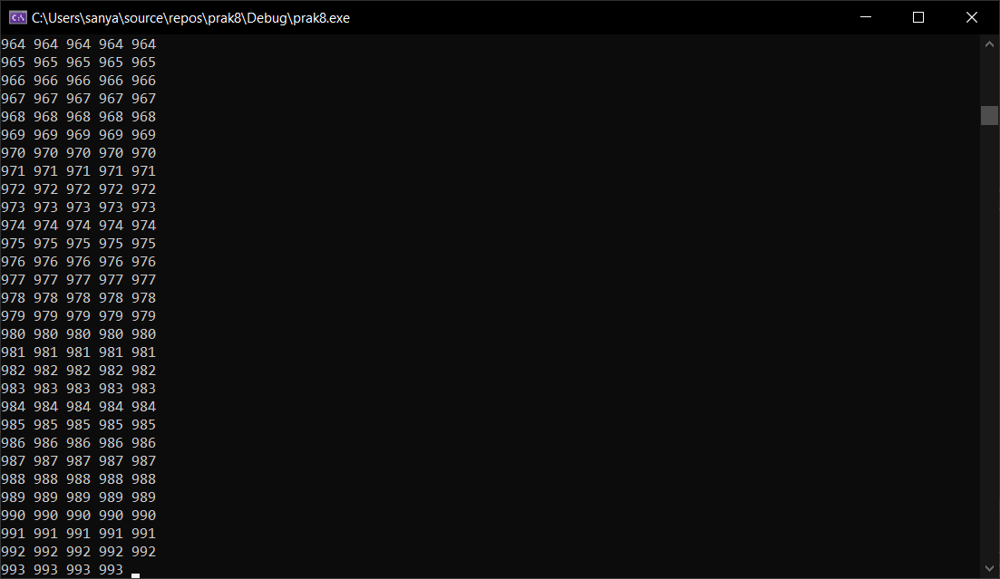 C:\Users\sanya\source\repos\prak8\Debug\prak8.exe
964 964 964 964 964
965 965 965 965 965
966 966 966 966 966
967 967 967 967 967
968 968 968 968 968
969 969 969 969 969
970 970 970 970 970
971 971 971 971 971
972 972 972 972 972
973 973 973 973 973
974 974 974 974 974
975 975 975 975 975
976 976 976 976 976
977 977 977 977 977
978 978 978 978 978
979 979 979 979 979
980 980 980 980 980
981 981 981 981 981
982 982 982 982 982
983 983 983 983 983
984 984 984 984 984
985 985 985 985 985
986 986 986 986 986
987 987 987 987 987
988 988 988 988 988
989 989 989 989 989
990 990 990 990 990
991 991 991 991 991
992 992 992 992 992
993 993 993 993